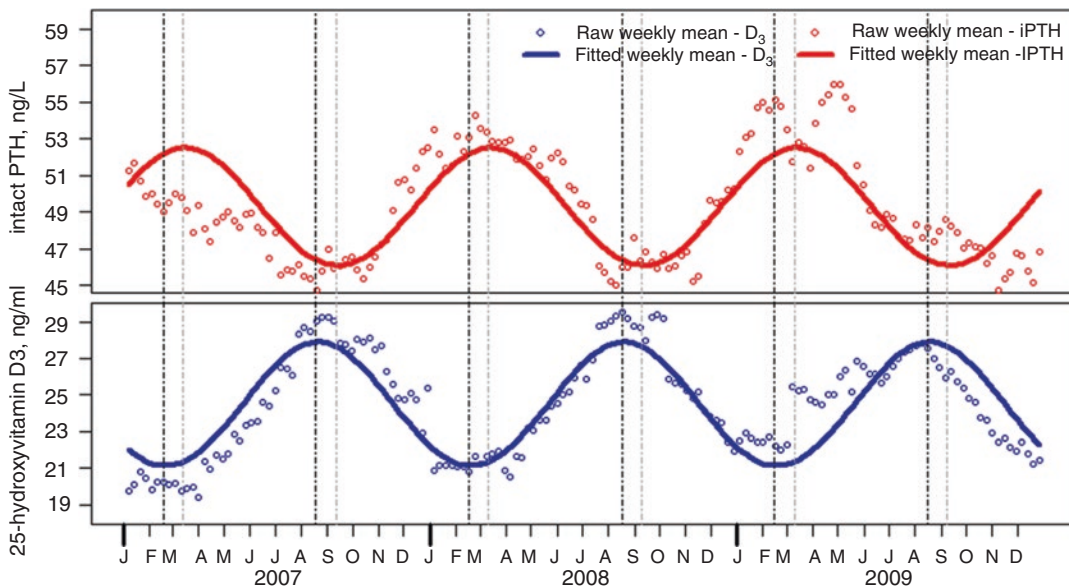 59
57
55
53
51
49
47
45
intact PTH, ng/L
Raw weekly mean - D3
Fitted weekly mean - D3
Raw weekly mean - iPTH
Fitted weekly mean -IPTH
29
27
25
23
21
19
25-hydroxyvitamin D3, ng/ml
J F M A M J J A S O N D J F M A M J J A S O N D J F M A M J J A S O N D
2007 2008 2009